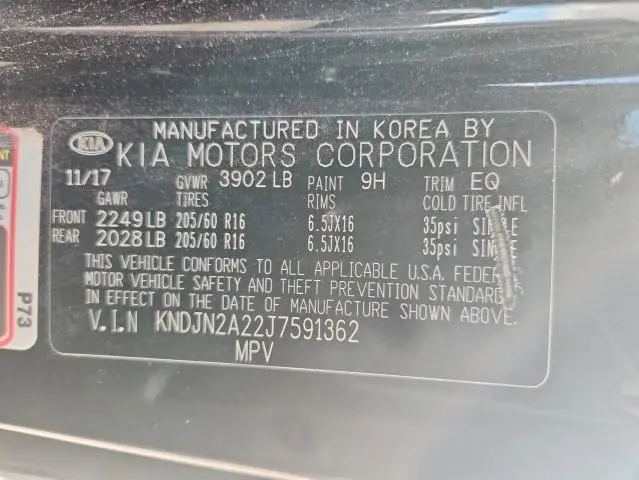 KIA
MANUFACTURED IN KOREA BY
KIA MOTORS CORPORATION
11/17 GVWR 3902 LB PAINT 9H TRIM EQ
GAWR TIRES RIMS COLD TIRE INFL
FRONT 2249 LB 205/60 R16 6.5JX16 35psi
REAR 2028 LB 205/60 R16 6.5JX16 35psi
THIS VEHICLE CONFORMS TO ALL APPLICABLE U.S.A.
MOTOR VEHICLE SAFETY AND THEFT PREVENTION STANDARD
IN EFFECT ON THE DATE OF MANUFACTURE SHOWN ABOVE.
V.I.N KNDJN2A22J7591362
MPV
P73